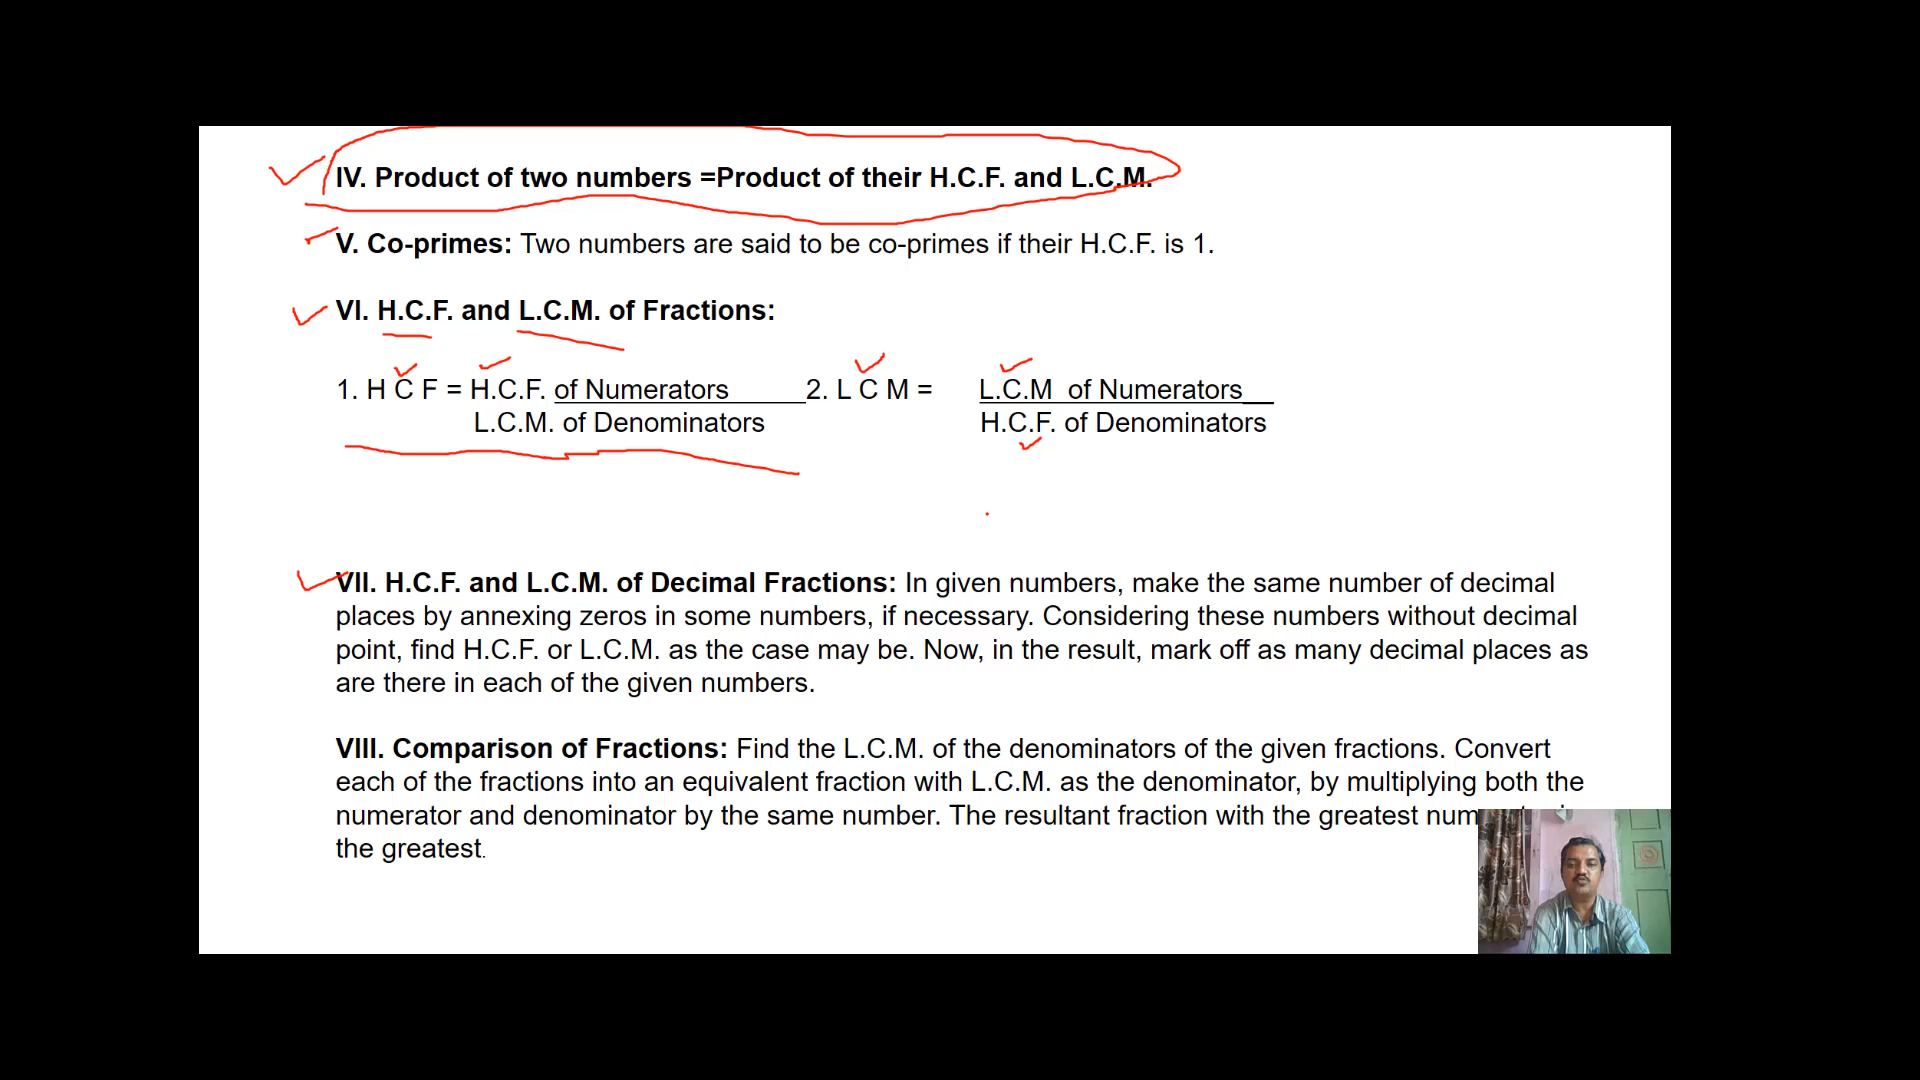 IV. Product of two numbers =Product of their H.C.F. and L.C.M.
V. Co-primes: Two numbers are said to be co-primes if their H.C.F. is 1.
VI. H.C.F. and L.C.M. of Fractions:
1. H C F = H.C.F. of Numerators 2. L C M = L.C.M of Numerators__
L.C.M. of Denominators H.C.F. of Denominators
VII. H.C.F. and L.C.M. of Decimal Fractions: In given numbers, make the same number of decimal
places by annexing zeros in some numbers, if necessary. Considering these numbers without decimal
point, find H.C.F. or L.C.M. as the case may be. Now, in the result, mark off as many decimal places as
are there in each of the given numbers.
VIII. Comparison of Fractions: Find the L.C.M. of the denominators of the given fractions. Convert
each of the fractions into an equivalent fraction with L.C.M. as the denominator, by multiplying both the
numerator and denominator by the same number. The resultant fraction with the greatest
the greatest.